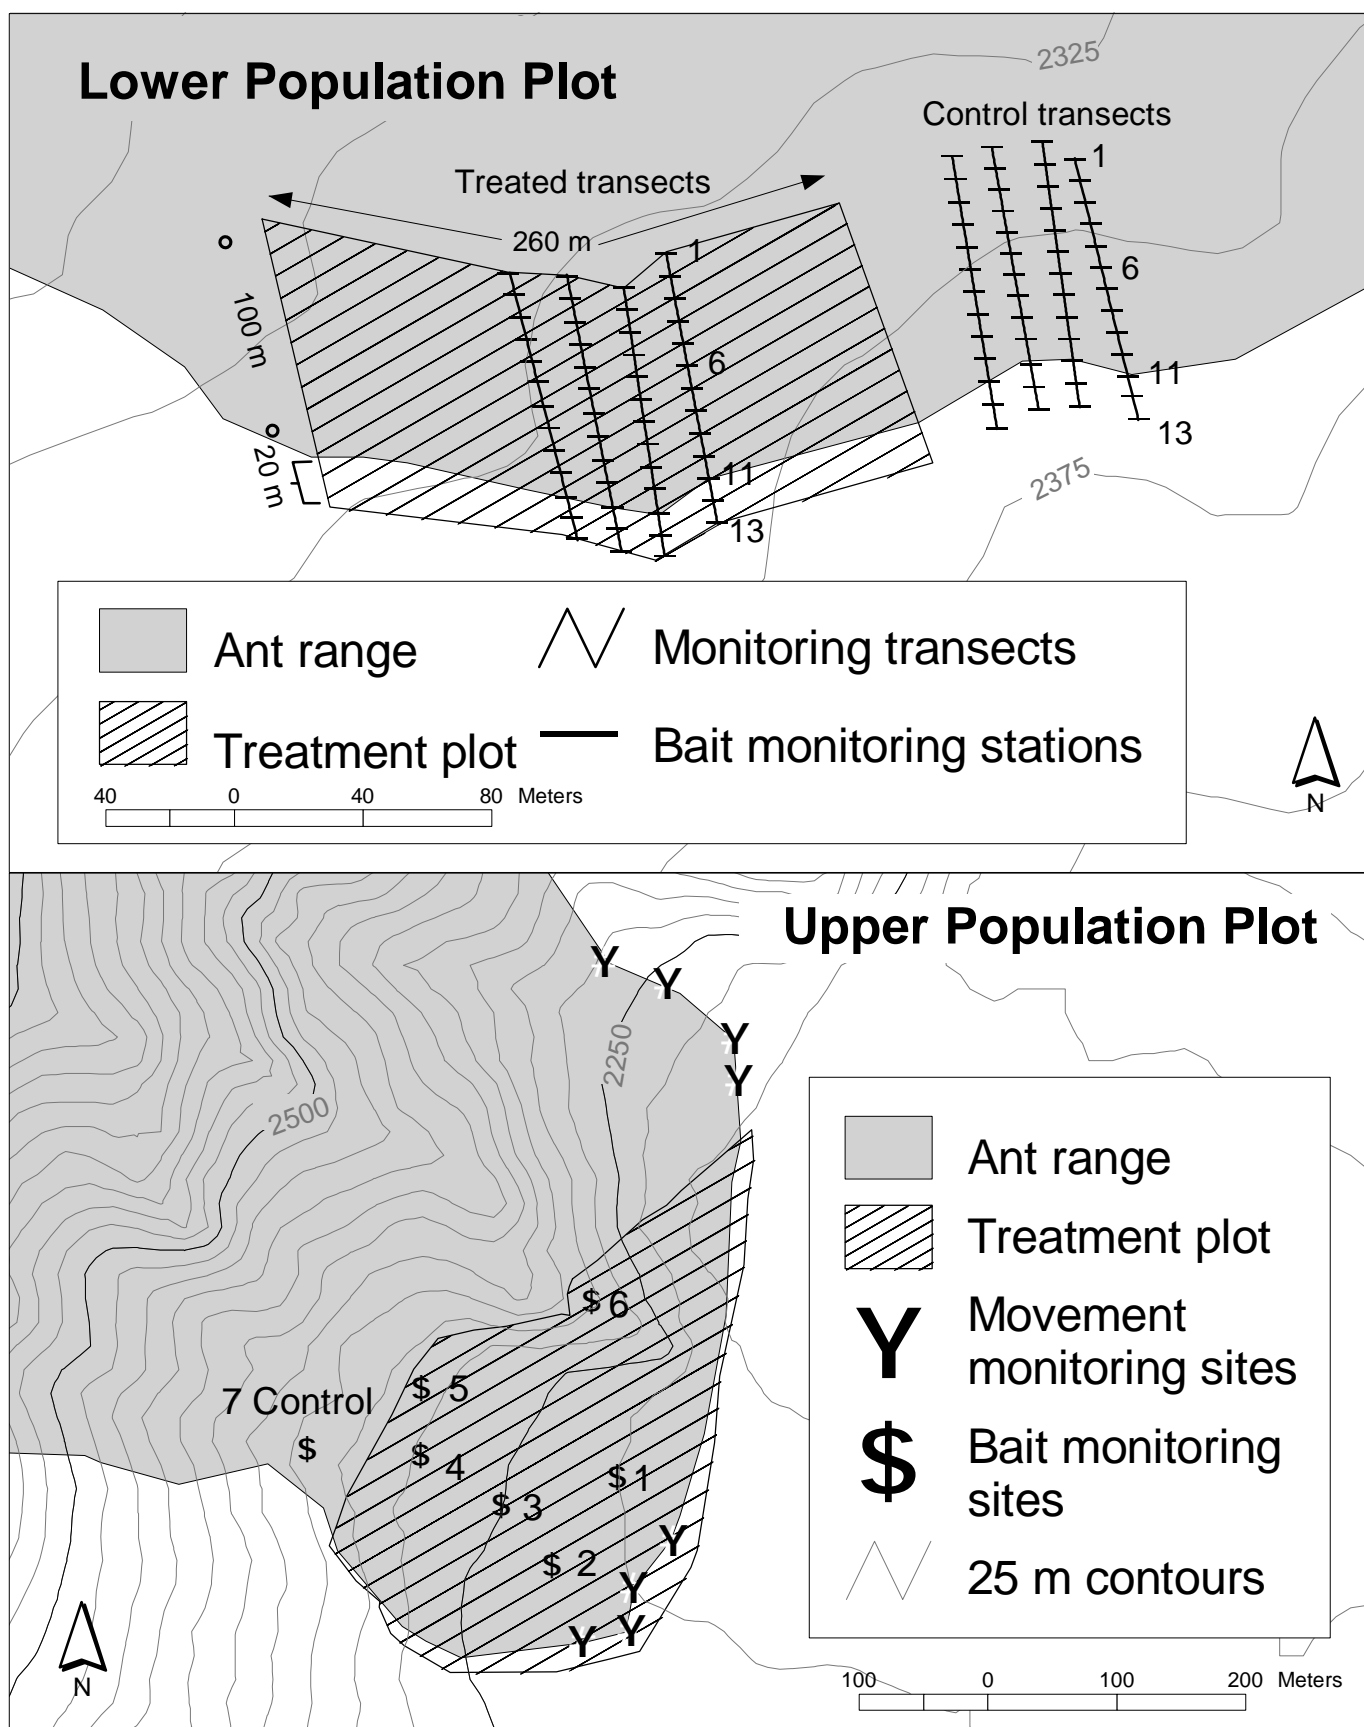 Lower Population Plot
2325
Control transects
1
Treated transects
260 m
1
6
100 m
6
11
11
13
20 m
13
2375
Ant range
Monitoring transects
Treatment plot
Bait monitoring stations
40 0 40 80 Meters
N
Upper Population Plot
Y
Y
Y
Y
2250
2500
Ant range
Treatment plot
$ 6
Y Movement
monitoring sites
$ 5
7 Control
$
$ 4
$ 1
$ Bait monitoring
sites
$ 3
Y
$ 2
Y
25 m contours
Y
Y
N
100 0 100 200 Meters